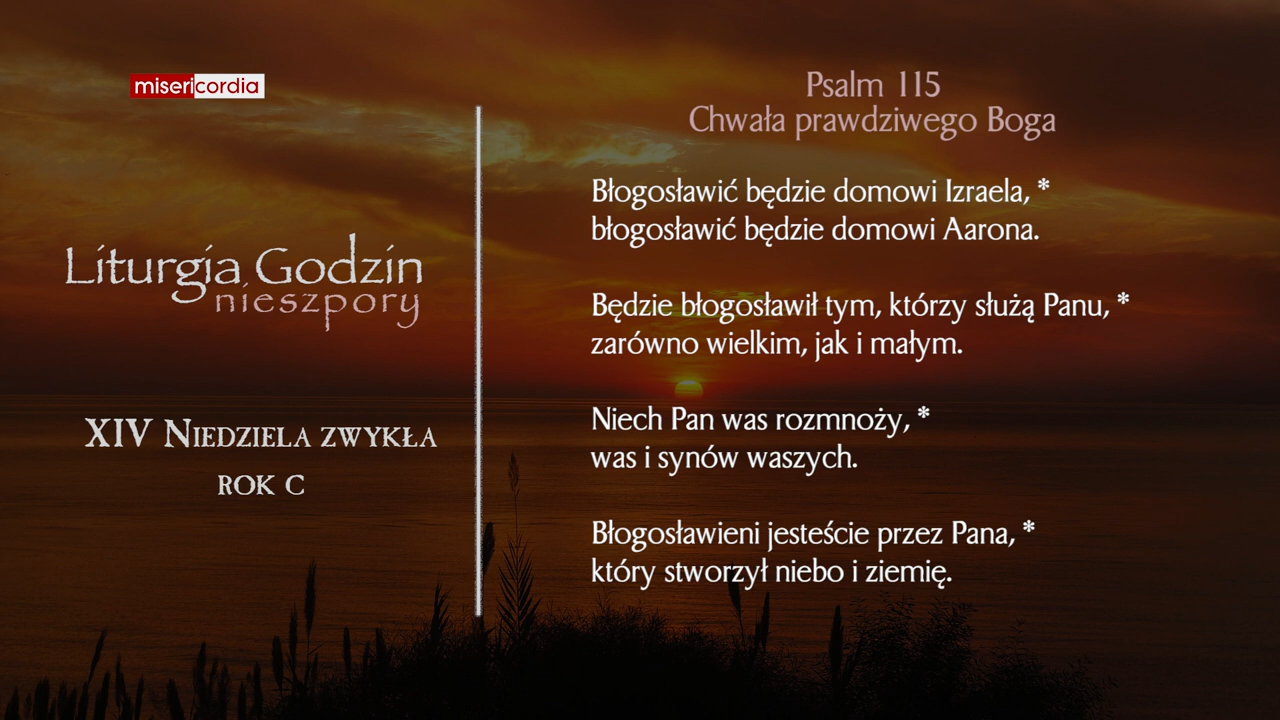 misericordia
Liturgia Godzin
nieszpory
XIV Niedziela zwykła
rok C
Psalm 115
Chwała prawdziwego Boga
Błogosławić będzie domowi Izraela, *
błogosławić będzie domowi Aarona.
Będzie błogosławił tym, którzy służą Panu, *
zarówno wielkim, jak i małym.
Niech Pan was rozmnoży, *
was i synów waszych.
Błogosławieni jesteście przez Pana, *
który stworzył niebo i ziemię.